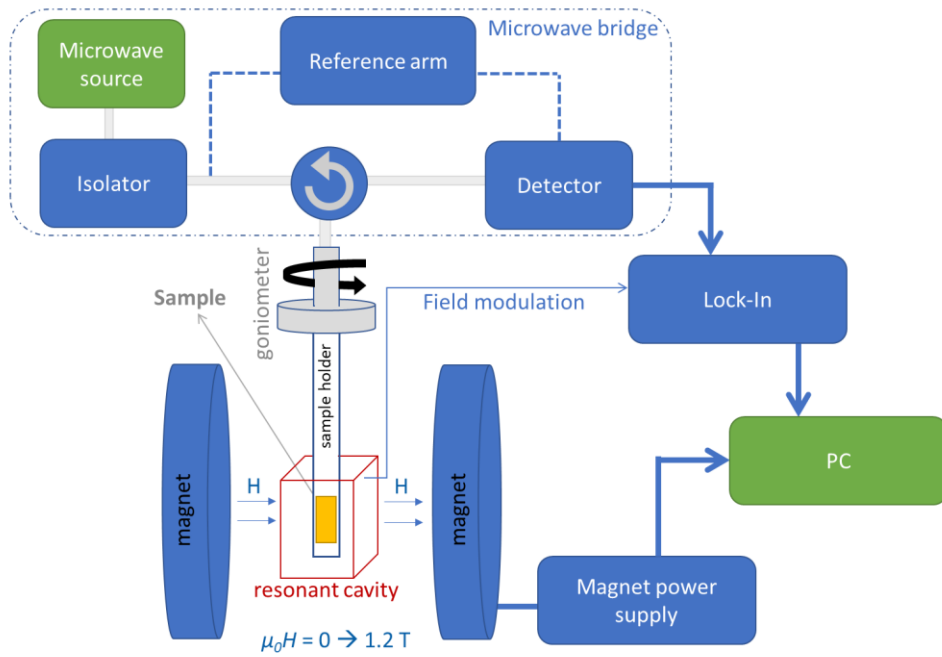 Microwave bridge
Microwave
source
Reference arm
Isolator
Detector
goniometer
Sample
Field modulation
Lock-In
sample holder
magnet
H
H
magnet
PC
resonant cavity
Magnet power
supply
μ₀H = 0 → 1.2 T